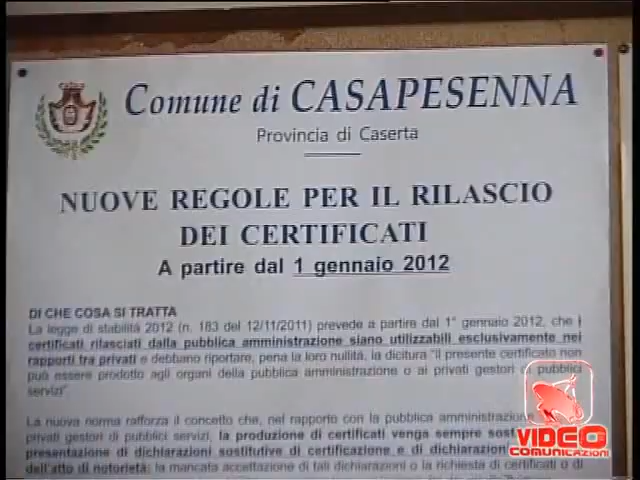 Comune di CASAPESENNA
Provincia di Caserta
NUOVE REGOLE PER IL RILASCIO
DEI CERTIFICATI
A partire dal 1 gennaio 2012
DI CHE COSA SI TRATTA
La legge di stabilità 2012 (n. 183 del 12/11/2011) prevede a partire dal 1° gennaio 2012, che i
certificati rilasciati dalla pubblica amministrazione siano utilizzabili esclusivamente nei
rapporti tra privati e debbano riportare, pena la loro nullità, la dicitura "il presente certificato non
può essere prodotto agli organi della pubblica amministrazione o ai privati gestori di pubblici
servizi"
La nuova norma rafforza il concetto che, nel rapporto con la pubblica amministrazione
privati gestori di pubblici servizi, la produzione di certificati venga sempre sost
presentazione di dichiarazioni sostitutive di certificazione e di dichiarazioni
dell'atto di notorietà: la mancata accettazione di tali dichiarazioni o la richiesta di certificati o di
VIDEO
COMUNICAZIONI